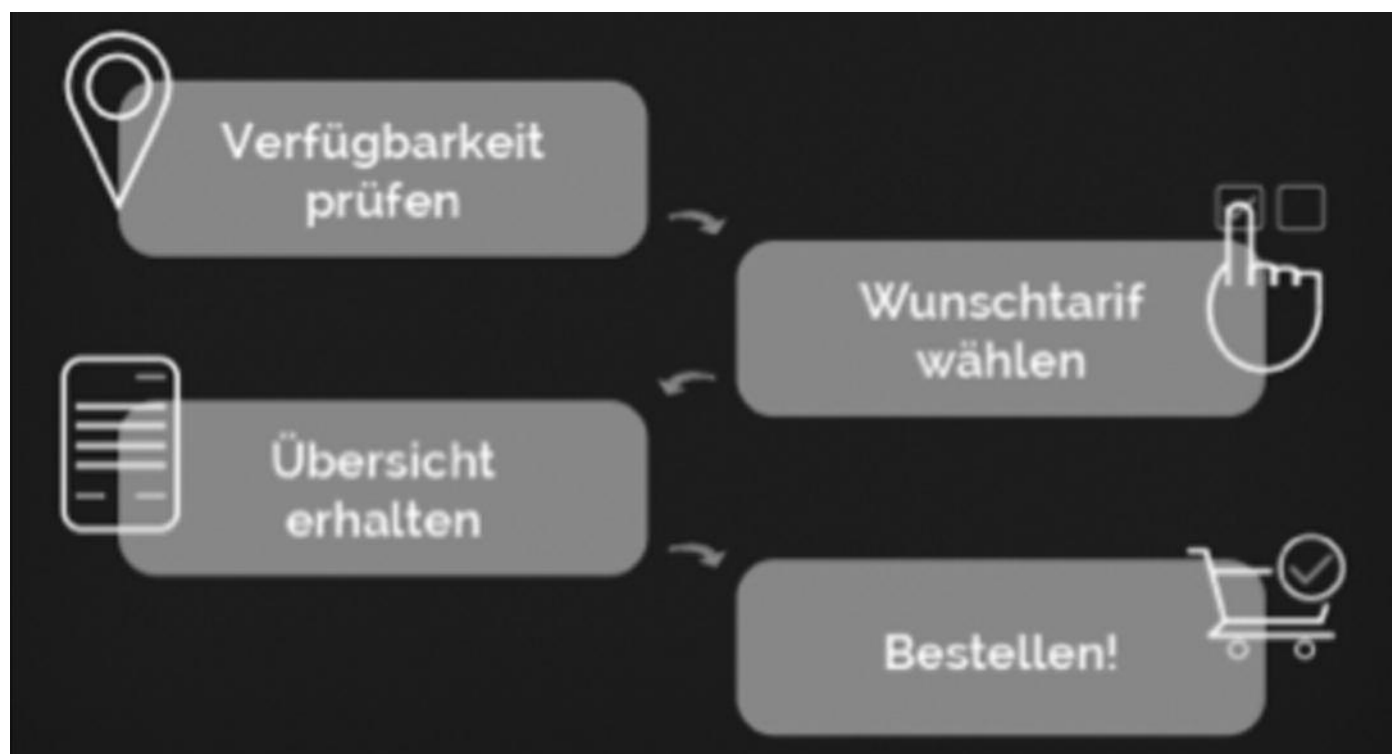 Verfügbarkeit
prüfen
Wunschtarif
wählen
Übersicht
erhalten
Bestellen!